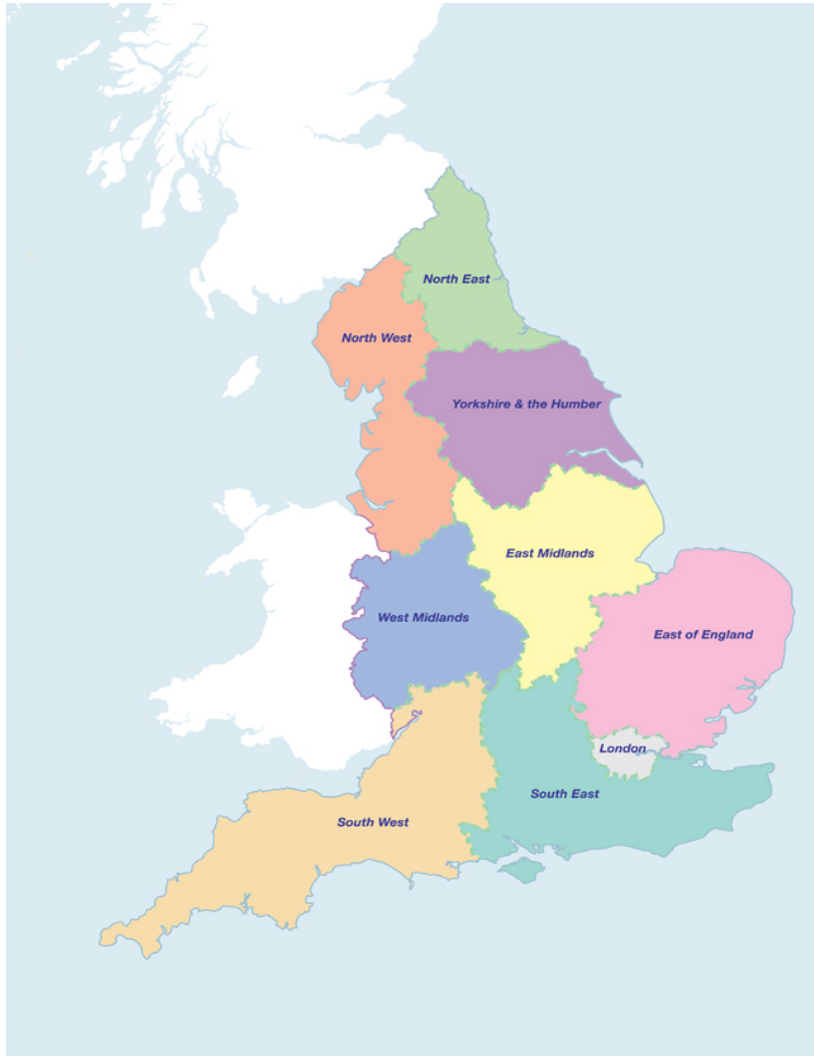 North East
North West
Yorkshire & the Humber
East Midlands
West Midlands
East of England
London
South East
South West